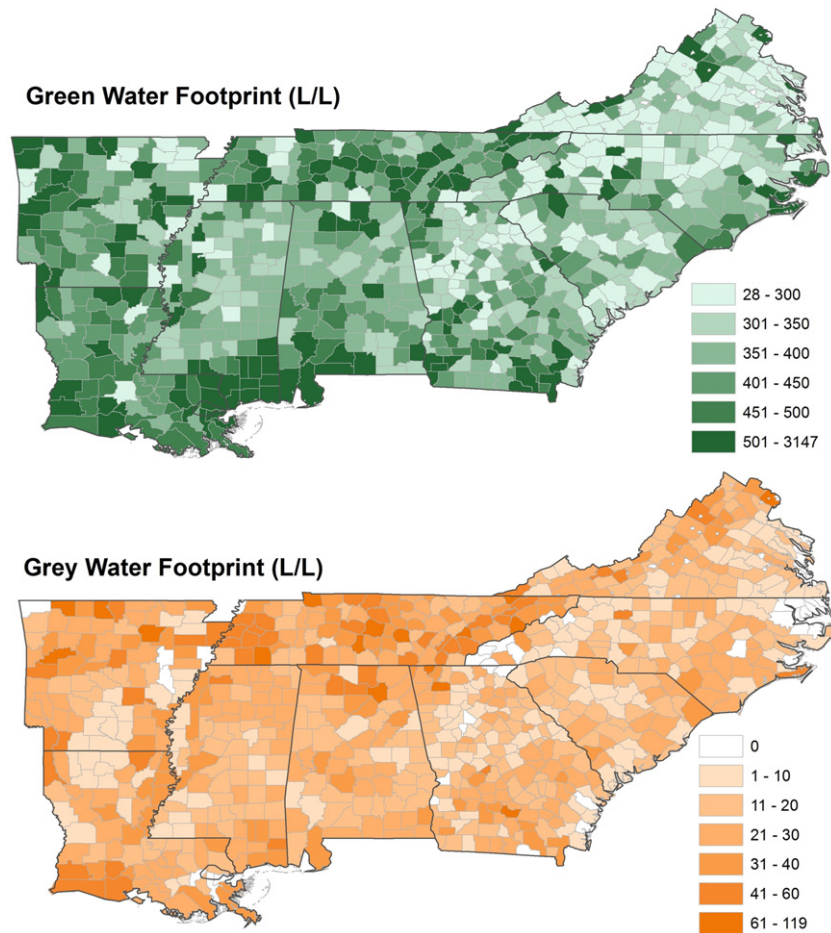 Green Water Footprint (L/L)
28 - 300
301 - 350
351 - 400
401 - 450
451 - 500
501 - 3147
Grey Water Footprint (L/L)
0
1 - 10
11 - 20
21 - 30
31 - 40
41 - 60
61 - 119